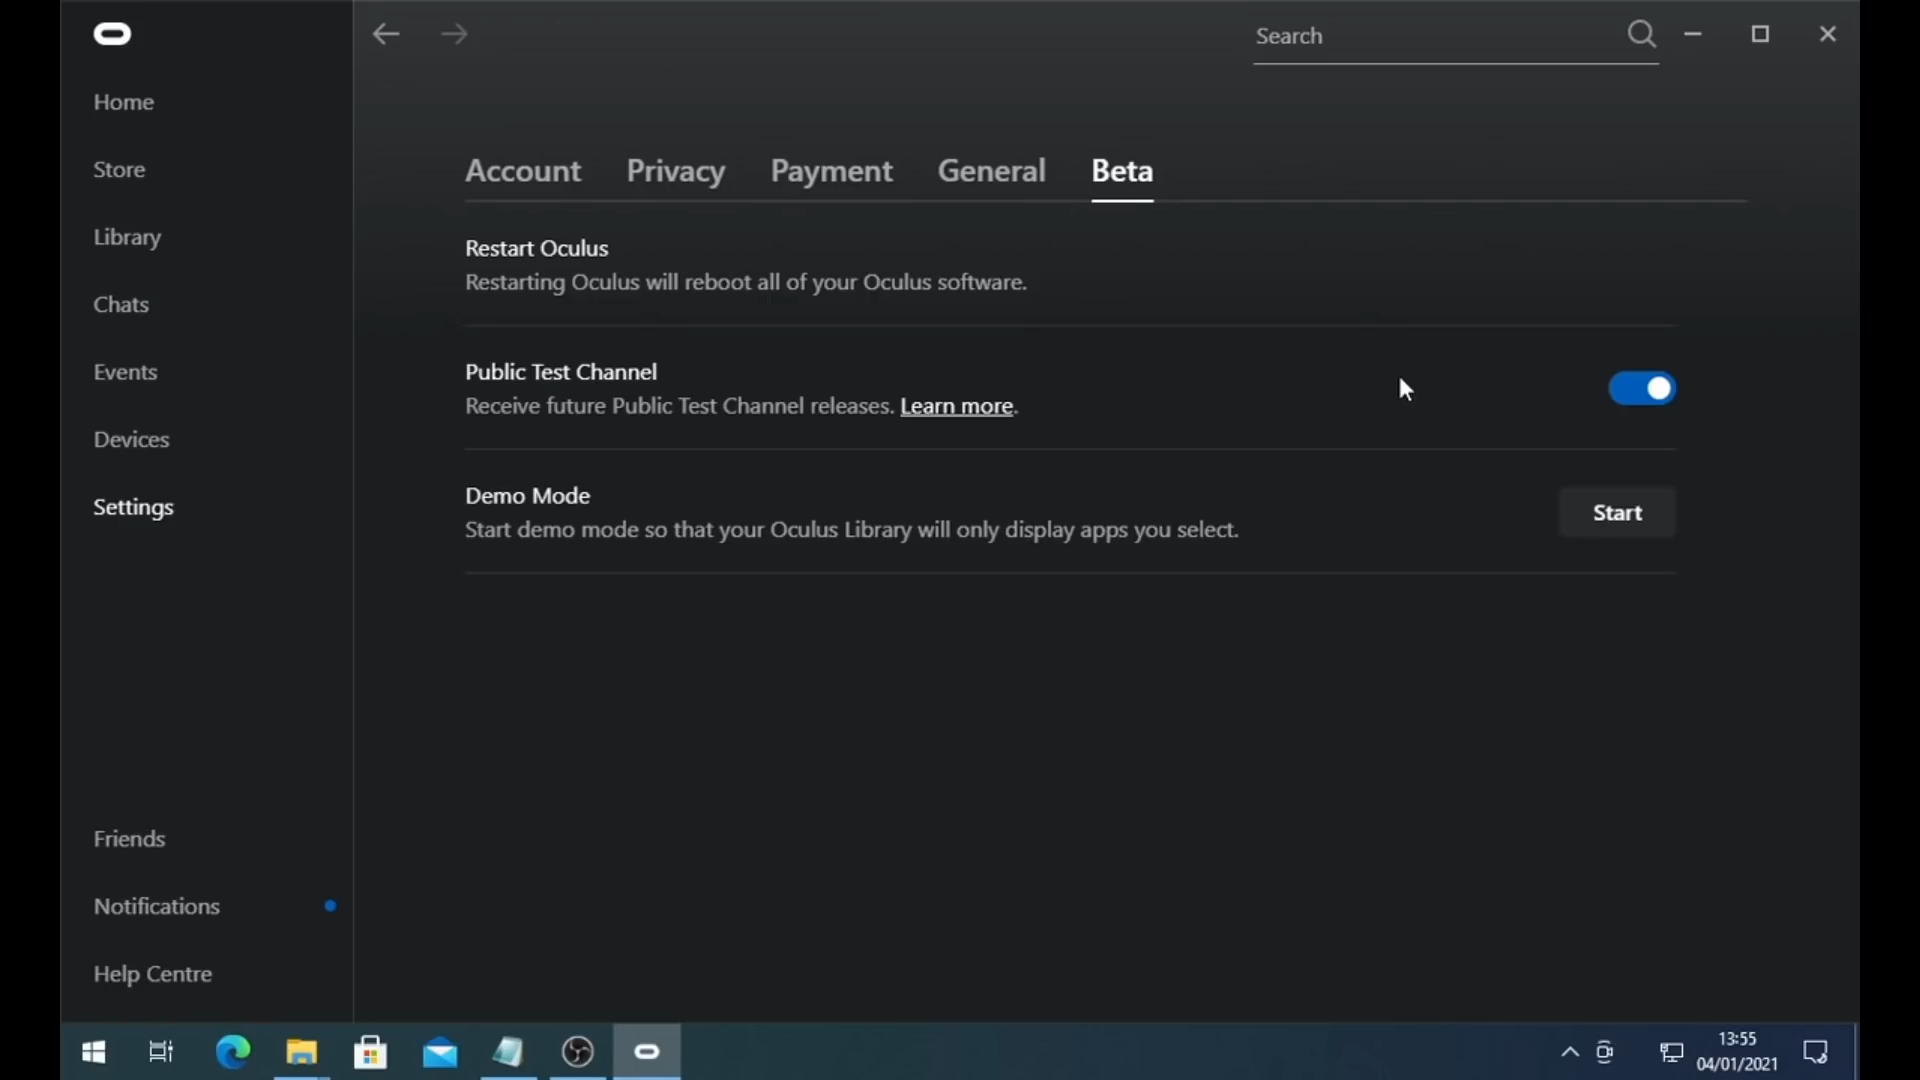 Search
Home
Store
Library
Chats
Events
Devices
Settings
Friends
Notifications
Help Centre
Account Privacy Payment General Beta
Restart Oculus
Restarting Oculus will reboot all of your Oculus software.
Public Test Channel
Receive future Public Test Channel releases. Learn more.
Demo Mode
Start demo mode so that your Oculus Library will only display apps you select.
Start
13:55
04/01/2021